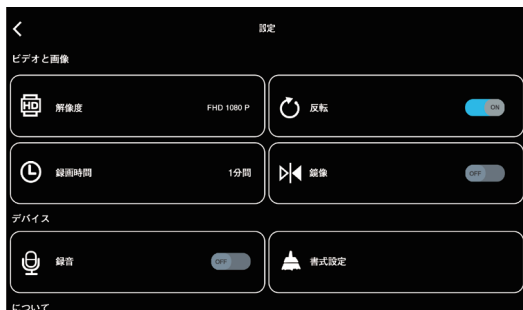 設定
ビデオと画像
HD 解像度 FHD 1080 P
反転 ON
録画時間 1分間
鏡像 OFF
デバイス
録音 OFF
書式設定
について